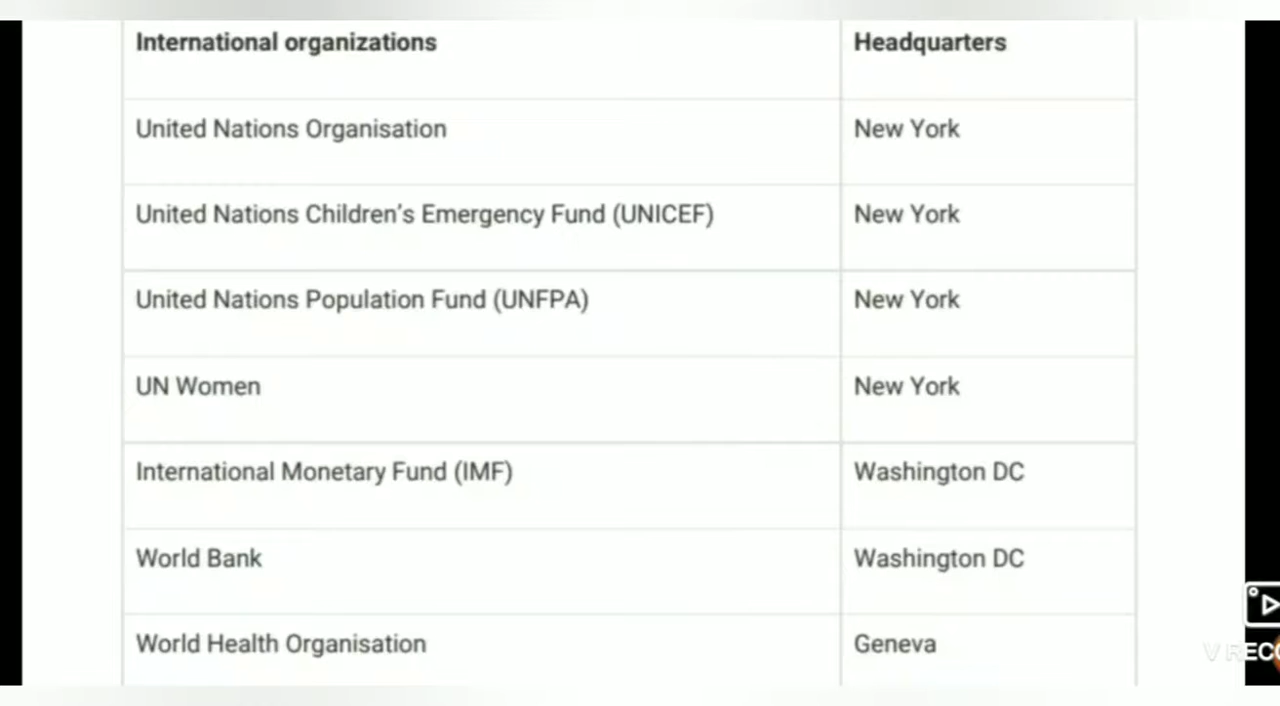 International organizations Headquarters
United Nations Organisation New York
United Nations Children’s Emergency Fund (UNICEF) New York
United Nations Population Fund (UNFPA) New York
UN Women New York
International Monetary Fund (IMF) Washington DC
World Bank Washington DC
World Health Organisation Geneva
V RECO